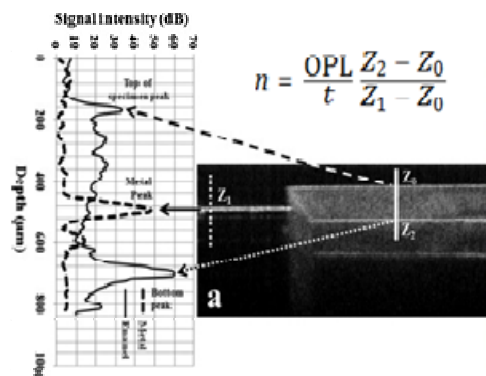 Signal intensity (dB)
0 10 20 30 40 50 60 70
Depth (µm)
0
200
400
600
800
Top of
specimen peak
Metal
Peak
Bottom
peak
Enamel
Metal
n = OPL/t Z₂ − Z₀/Z₁ − Z₀
Z₁
Z₀
Z₂
a